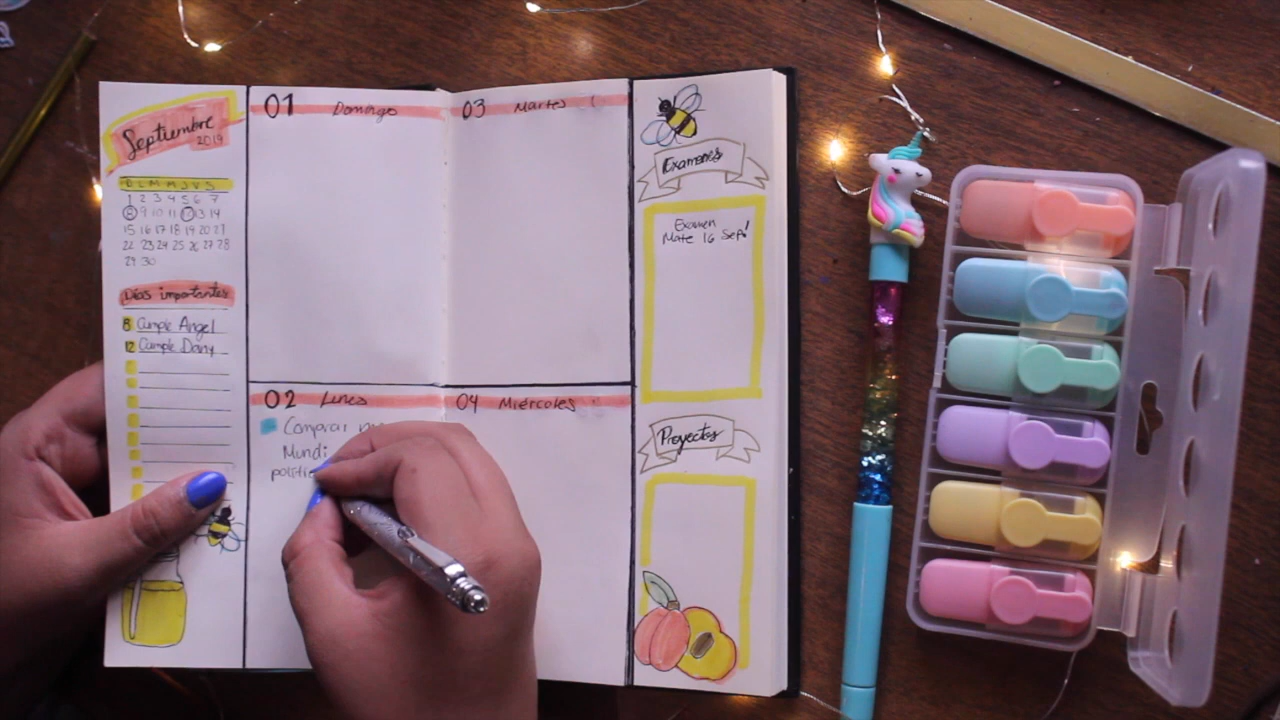 Septiembre
2019
D L M M J V S
1 2 3 4 5 6 7
8 9 10 11 12 13 14
15 16 17 18 19 20 21
22 23 24 25 26 27 28
29 30
Días importantes
8 Cumple Angel
12 Cumple Dany
01 Domingo
02 Lunes
Comprar
Mundi
03 Martes
04 Miércoles
Examenes
Examen
Mate 16 Sep!
Proyectos